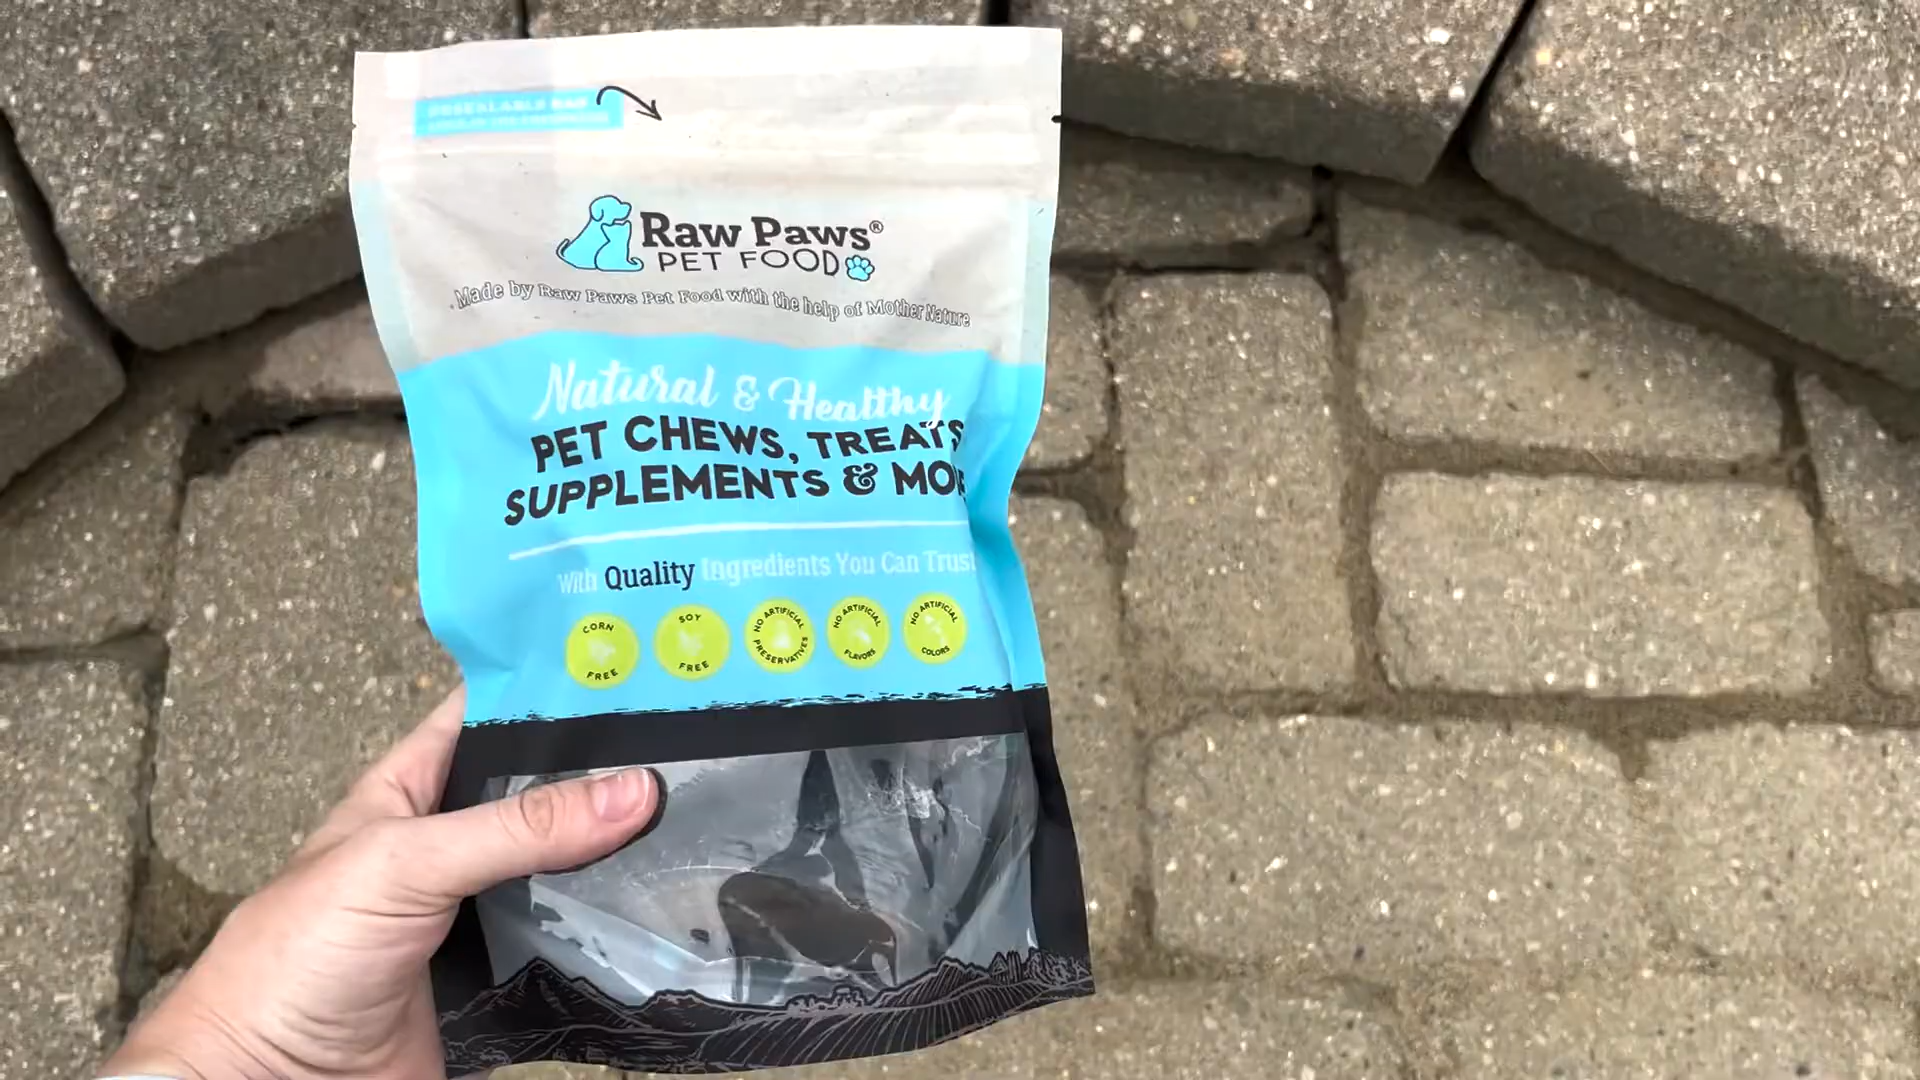 RESEALABLE BAG
Raw Paws®
PET FOOD
Made by Raw Paws Pet Food with the help of Mother Nature
Natural & Healthy
PET CHEWS, TREATS
SUPPLEMENTS & MO
With Quality Ingredients You Can Trust
CORN FREE
SOY FREE
NO ARTIFICIAL PRESERVATIVES
NO ARTIFICIAL FLAVORS
NO ARTIFICIAL COLORS